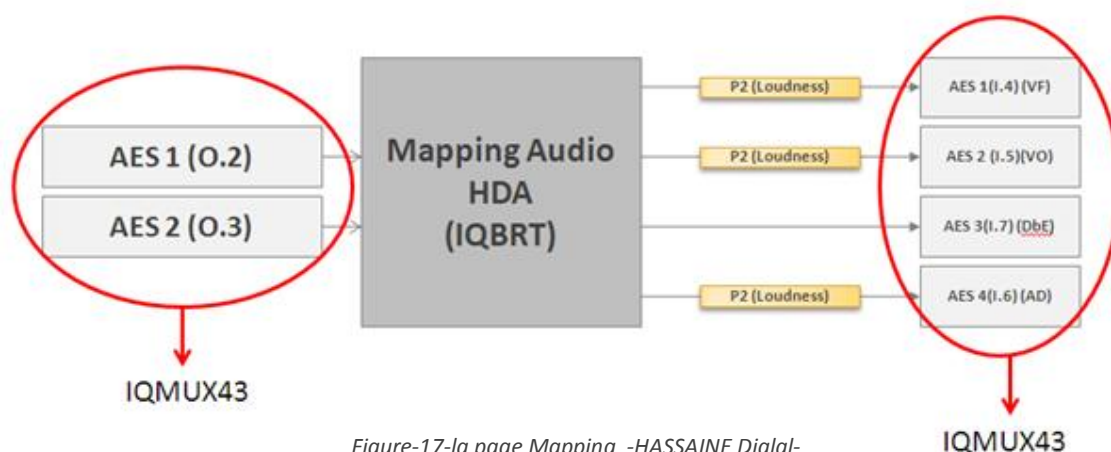 AES 1 (O.2)
AES 2 (O.3)
IQMUX43
Mapping Audio
HDA
(IQBRT)
P2 (Loudness)
P2 (Loudness)
P2 (Loudness)
AES 1(I.4) (VF)
AES 2 (I.5)(VO)
AES 3(I.7) (DbE)
AES 4(I.6) (AD)
IQMUX43
Figure-17-la page Mapping -HASSAINE Djalal-